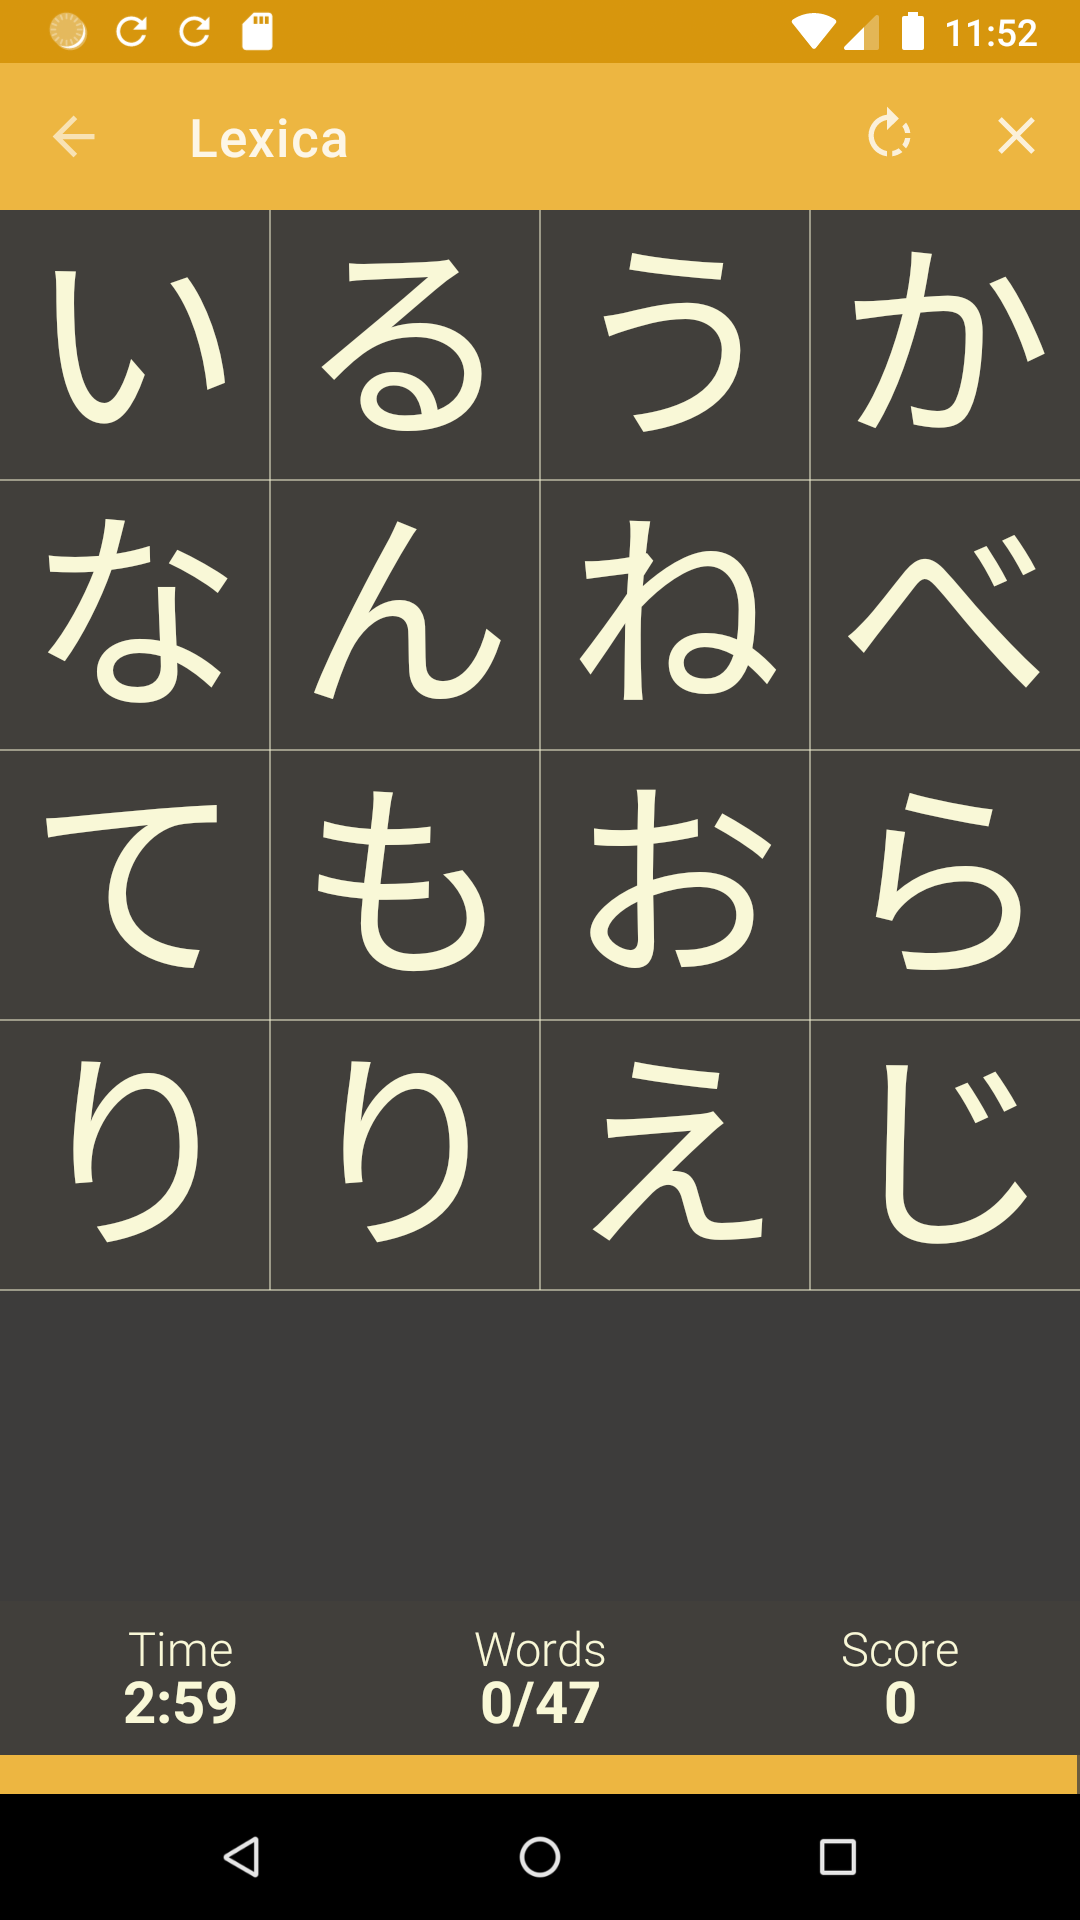 11:52
Lexica
い る う か
な ん ね べ
て も お ら
り り え じ
Time Words Score
2:59 0/47 0